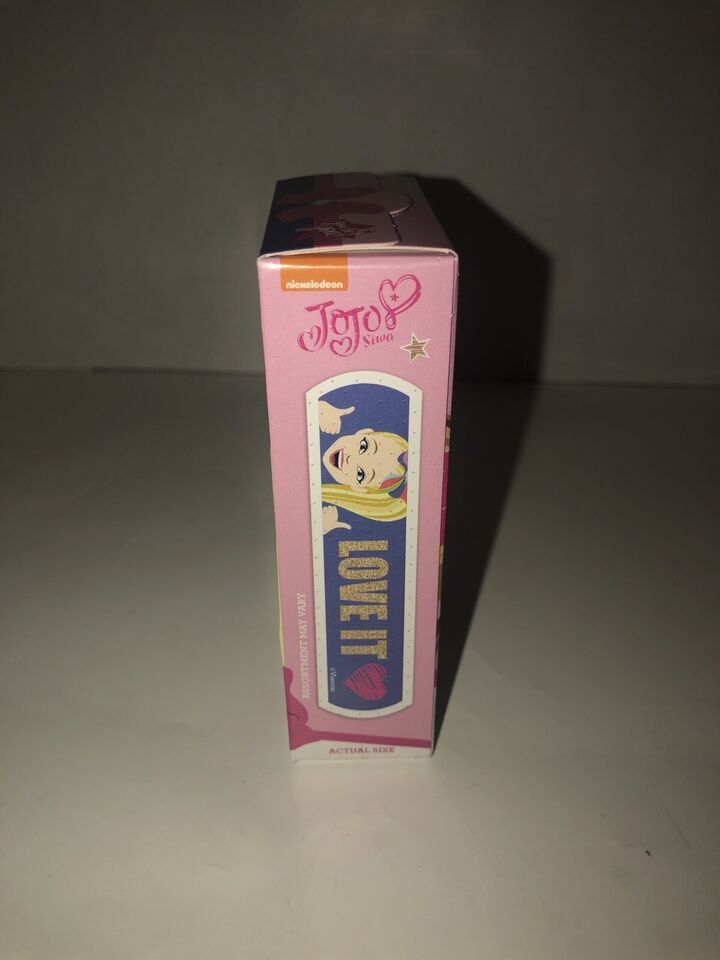 nickelodeon
JoJo
Siwa
LOVE IT
ASSORTMENT MAY VARY
ACTUAL SIZE